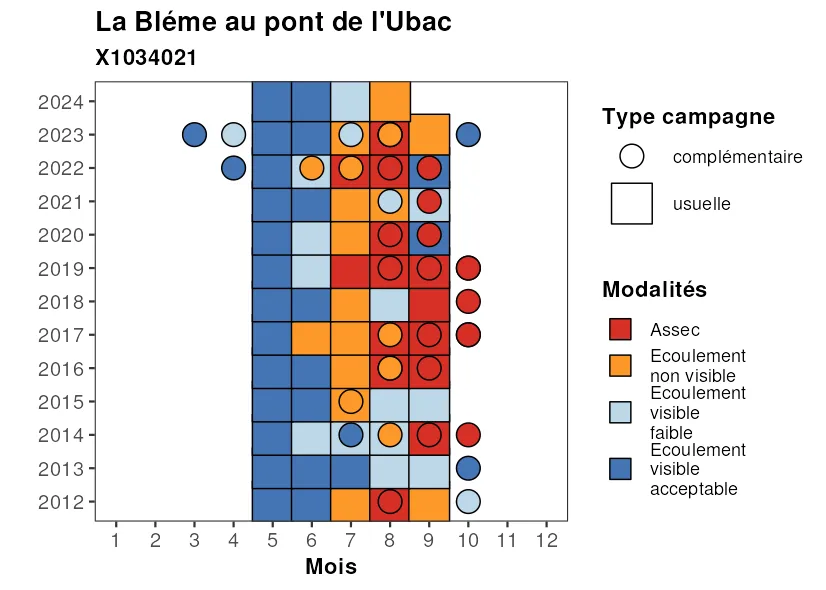 La Bléme au pont de l'Ubac
X1034021
2024
2023
2022
2021
2020
2019
2018
2017
2016
2015
2014
2013
2012
1 2 3 4 5 6 7 8 9 10 11 12
Mois
Type campagne
complémentaire
usuelle
Modalités
Assec
Ecoulement
non visible
Ecoulement
visible
faible
Ecoulement
visible
acceptable